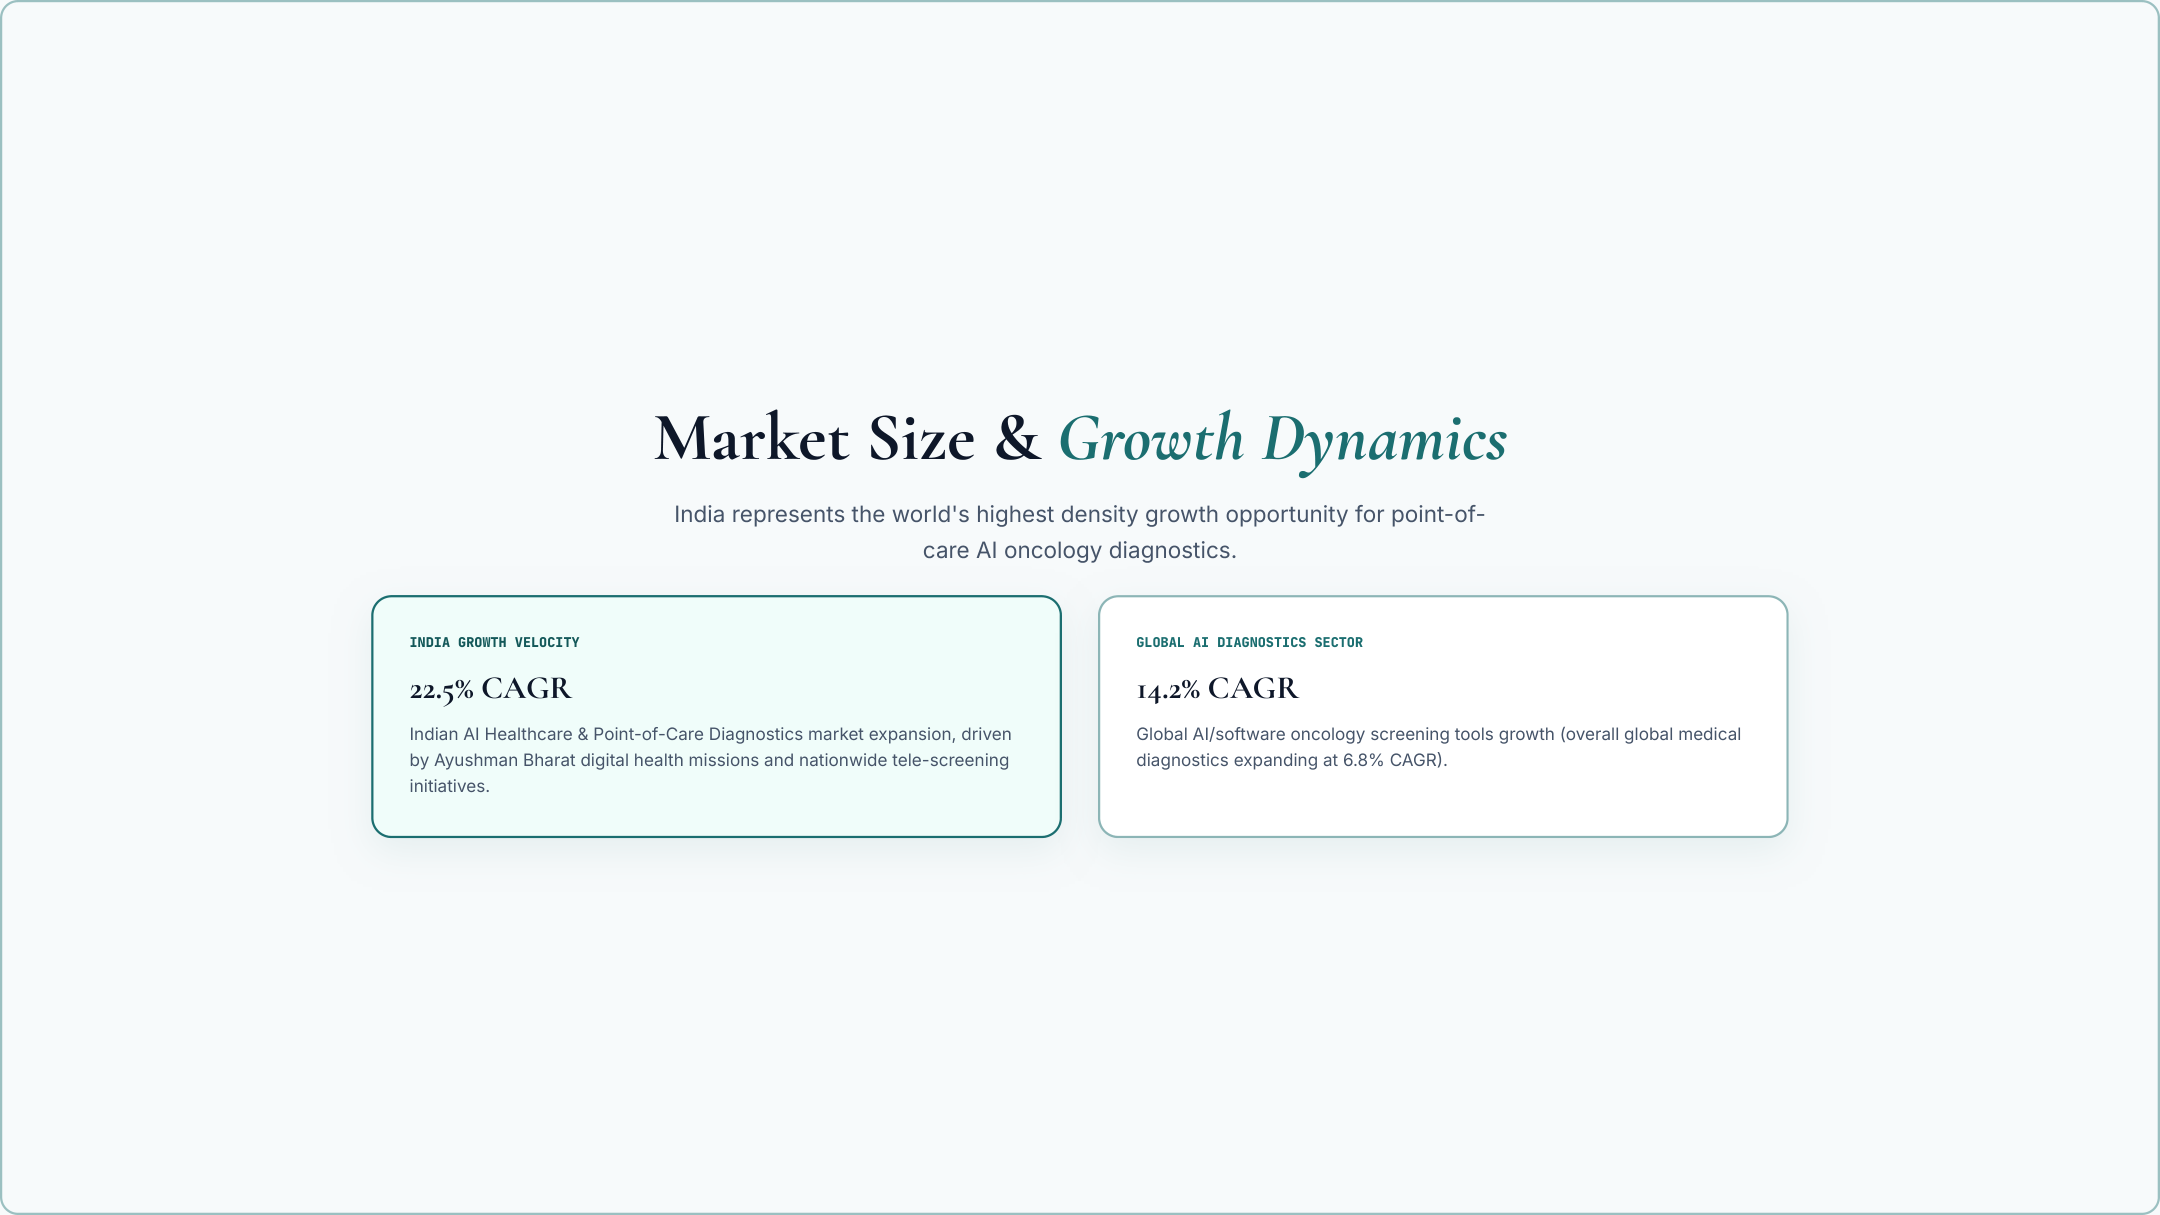 Market Size & Growth Dynamics
India represents the world's highest density growth opportunity for point-of-
care AI oncology diagnostics.
INDIA GROWTH VELOCITY
22.5% CAGR
Indian AI Healthcare & Point-of-Care Diagnostics market expansion, driven
by Ayushman Bharat digital health missions and nationwide tele-screening
initiatives.
GLOBAL AI DIAGNOSTICS SECTOR
14.2% CAGR
Global AI/software oncology screening tools growth (overall global medical
diagnostics expanding at 6.8% CAGR).